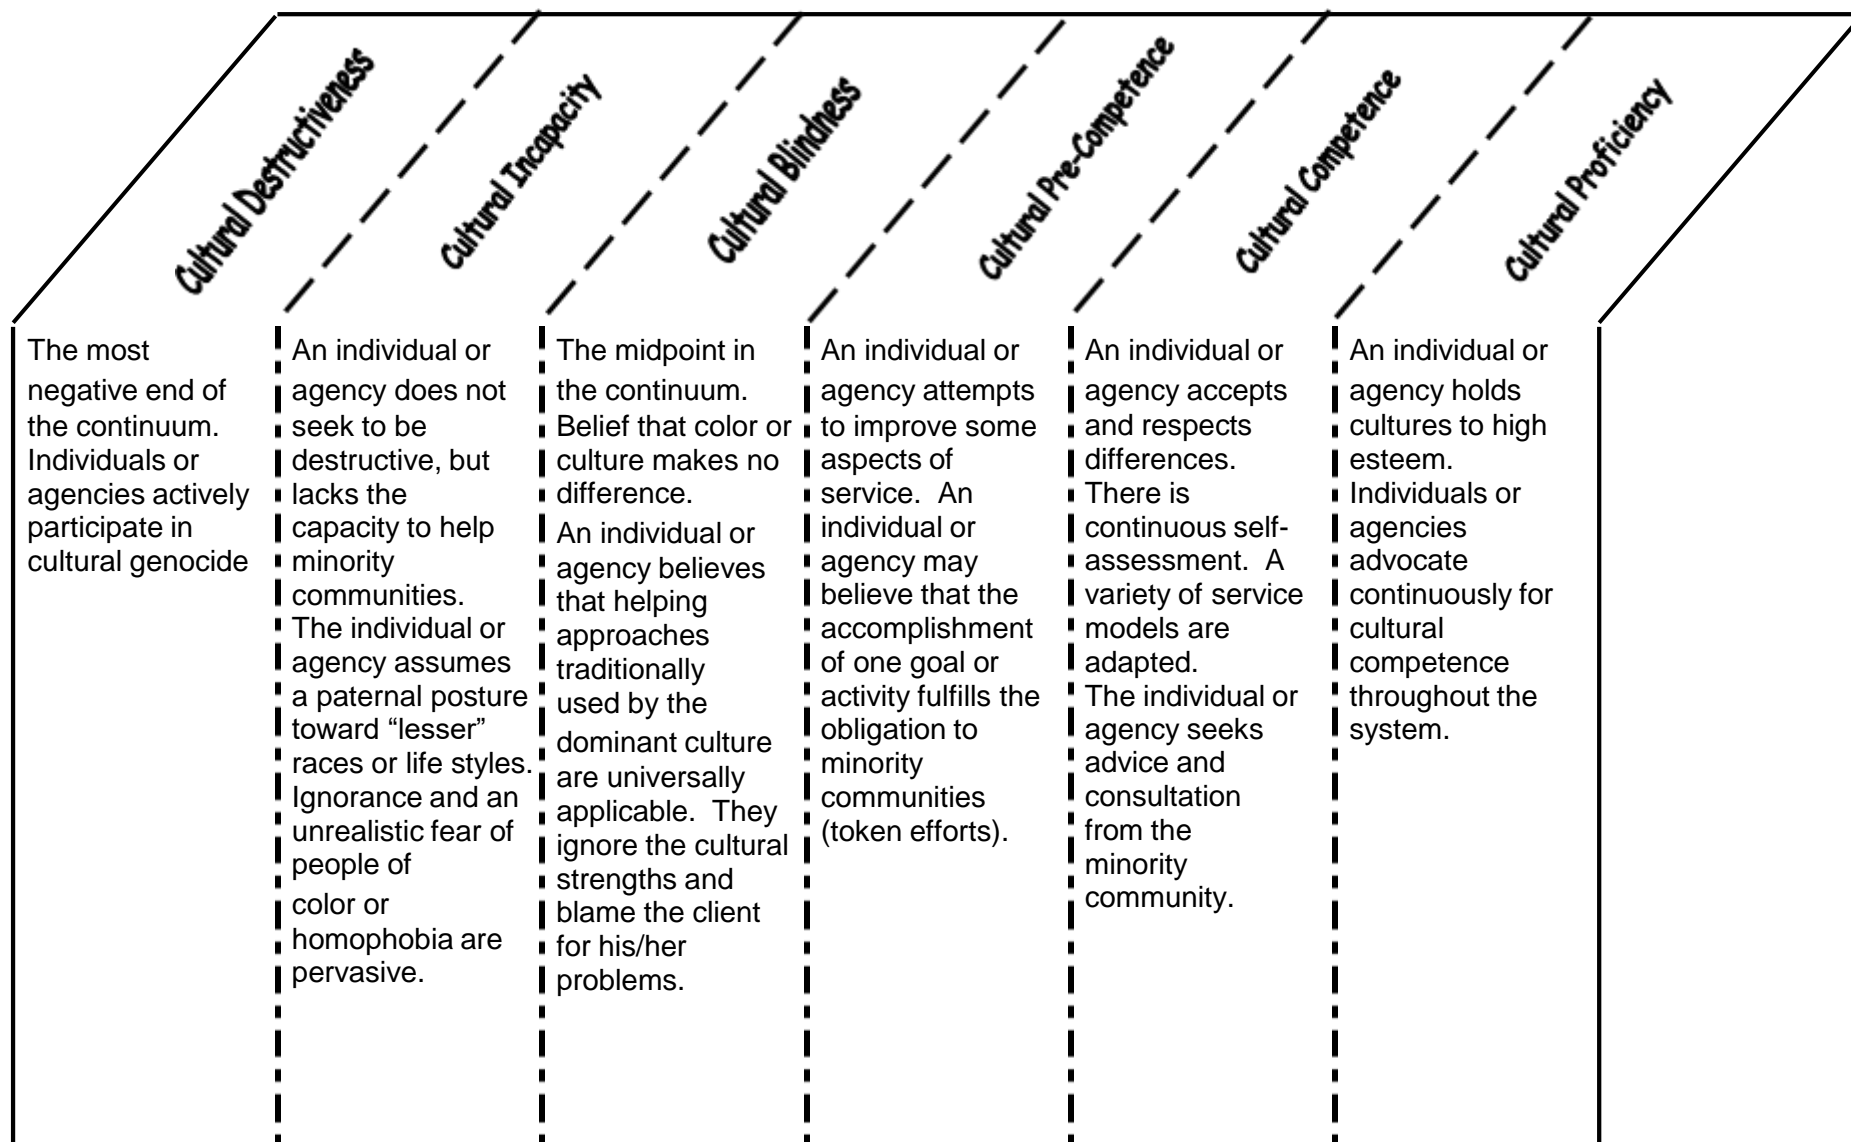 Cultural Destructiveness
Cultural Incapacity
Cultural Blindness
Cultural Pre-Competence
Cultural Competence
Cultural Proficiency
The most
negative end of
the continuum.
Individuals or
agencies actively
participate in
cultural genocide
An individual or
agency does not
seek to be
destructive, but
lacks the
capacity to help
minority
communities.
The individual or
agency assumes
a paternal posture
toward “lesser”
races or life styles.
Ignorance and an
unrealistic fear of
people of
color or
homophobia are
pervasive.
The midpoint in
the continuum.
Belief that color or
culture makes no
difference.
An individual or
agency believes
that helping
approaches
traditionally
used by the
dominant culture
are universally
applicable.  They
ignore the cultural
strengths and
blame the client
for his/her
problems.
An individual or
agency attempts
to improve some
aspects of
service.  An
individual or
agency may
believe that the
accomplishment
of one goal or
activity fulfills the
obligation to
minority
communities
(token efforts).
An individual or
agency accepts
and respects
differences.
There is
continuous self-
assessment.  A
variety of service
models are
adapted.
The individual or
agency seeks
advice and
consultation
from the
minority
community.
An individual or
agency holds
cultures to high
esteem.
Individuals or
agencies
advocate
continuously for
cultural
competence
throughout the
system.